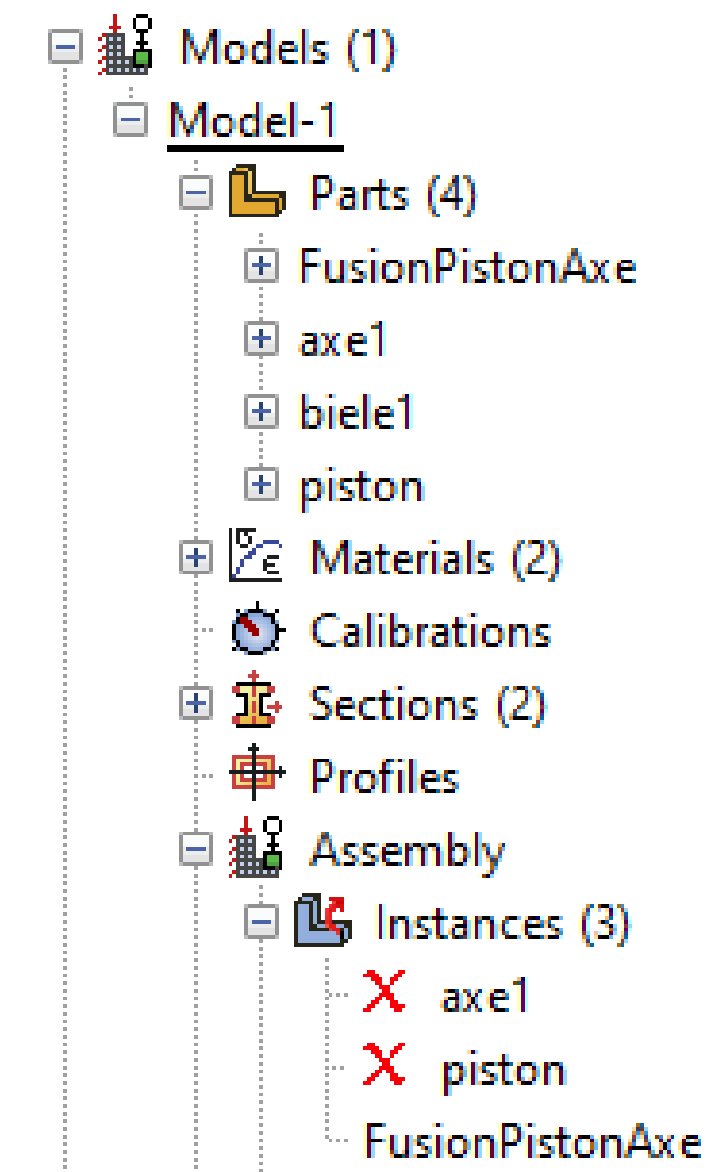 Models (1)
Model-1
Parts (4)
FusionPistonAxe
axe1
biele1
piston
σ
ε
Materials (2)
Calibrations
Sections (2)
Profiles
Assembly
Instances (3)
axe1
piston
FusionPistonAxe